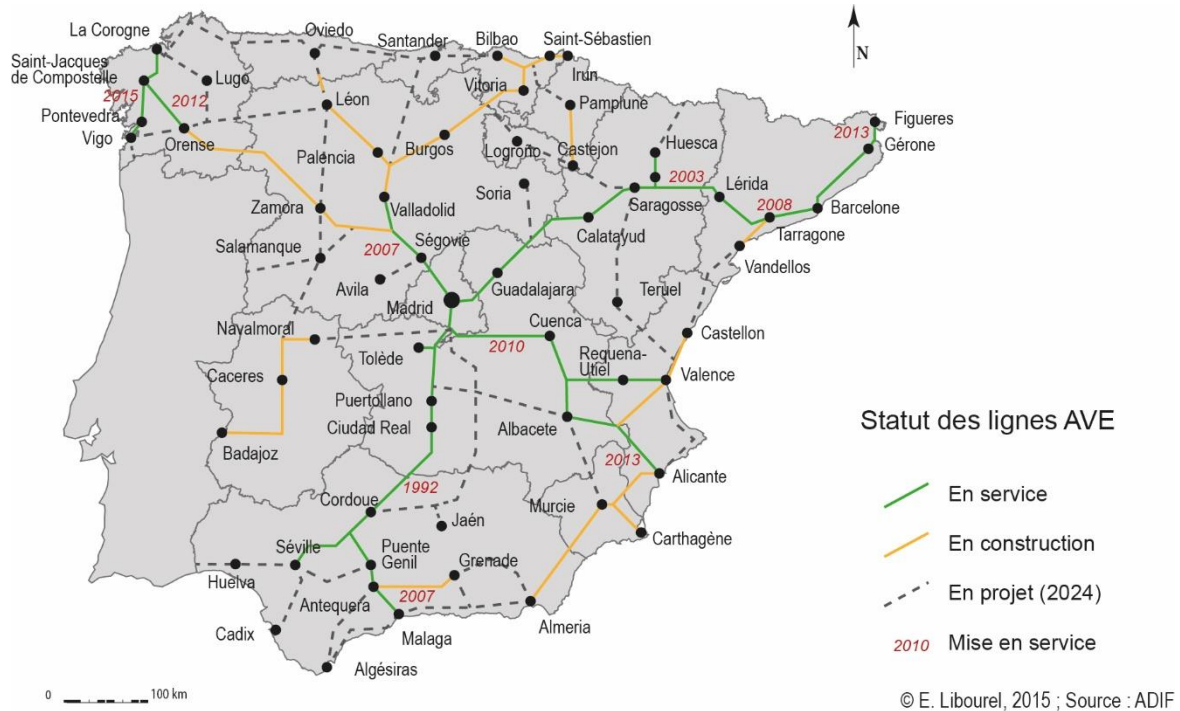 La Corogne
Oviedo
Santander
Bilbao
Saint-Sébastien
N
Saint-Jacques
de Compostelle
Lugo
Irun
2015
2012
Léon
Vitoria
Pamplune
Pontevedra
Figueres
Vigo
Orense
Palencia
Burgos
Logroño
Castejon
Huesca
2013
Gérone
Soria
2003
Lérida
Zamora
Valladolid
Saragosse
2008
Barcelone
Salamanque
2007
Ségovie
Calatayud
Tarragone
Vandellos
Avila
Madrid
Guadalajara
Teruel
Navalmoral
Cuenca
Castellon
Tolède
2010
Requena-
Utiel
Valence
Caceres
Puertollano
Ciudad Real
Albacete
Badajoz
2013
Alicante
1992
Cordoue
Murcie
Jaén
Carthagène
Séville
Puente
Genil
Grenade
Huelva
Antequera
2007
Almeria
Cadix
Malaga
Algésiras
Statut des lignes AVE
En service
En construction
En projet (2024)
2010
Mise en service
0
100 km
© E. Libourel, 2015 ; Source : ADIF